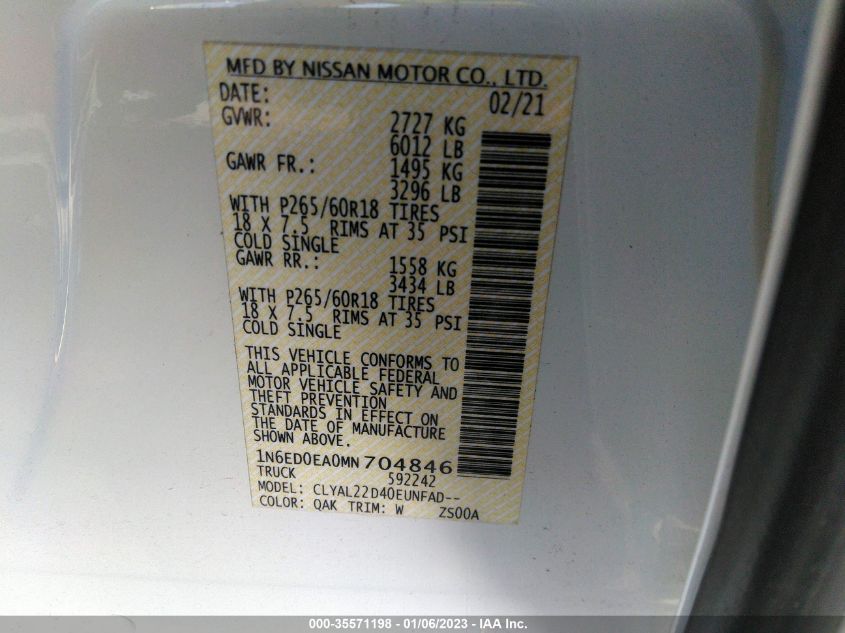 MFD BY NISSAN MOTOR CO., LTD.
DATE: 02/21
GVWR: 2727 KG
6012 LB
GAWR FR.: 1495 KG
3296 LB
WITH P265/60R18 TIRES
18 X 7.5 RIMS AT 35 PSI
COLD SINGLE
GAWR RR.: 1558 KG
3434 LB
WITH P265/60R18 TIRES
18 X 7.5 RIMS AT 35 PSI
COLD SINGLE
THIS VEHICLE CONFORMS TO
ALL APPLICABLE FEDERAL
MOTOR VEHICLE SAFETY AND
THEFT PREVENTION
STANDARDS IN EFFECT ON
THE DATE OF MANUFACTURE
SHOWN ABOVE.
1N6ED0EA0MN704846
TRUCK 592242
MODEL: CLYAL22D40EUNFAD--
COLOR: QAK TRIM: W ZS00A
000-35571198 - 01/06/2023 - IAA Inc.